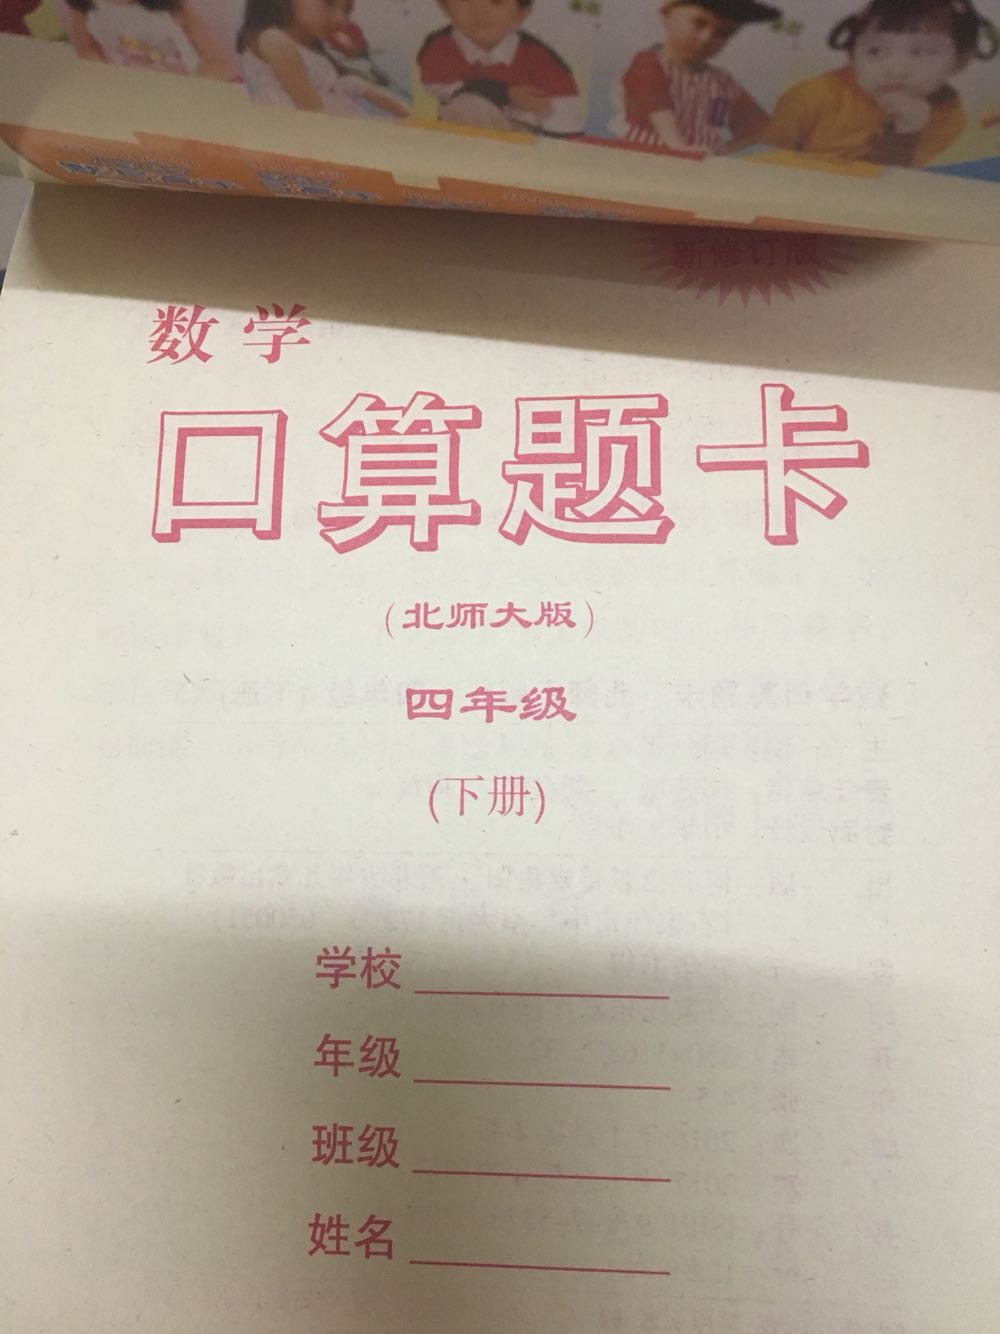 新修订版
数学
口算题卡
（北师大版）
四年级
(下册)
学校
年级
班级
姓名